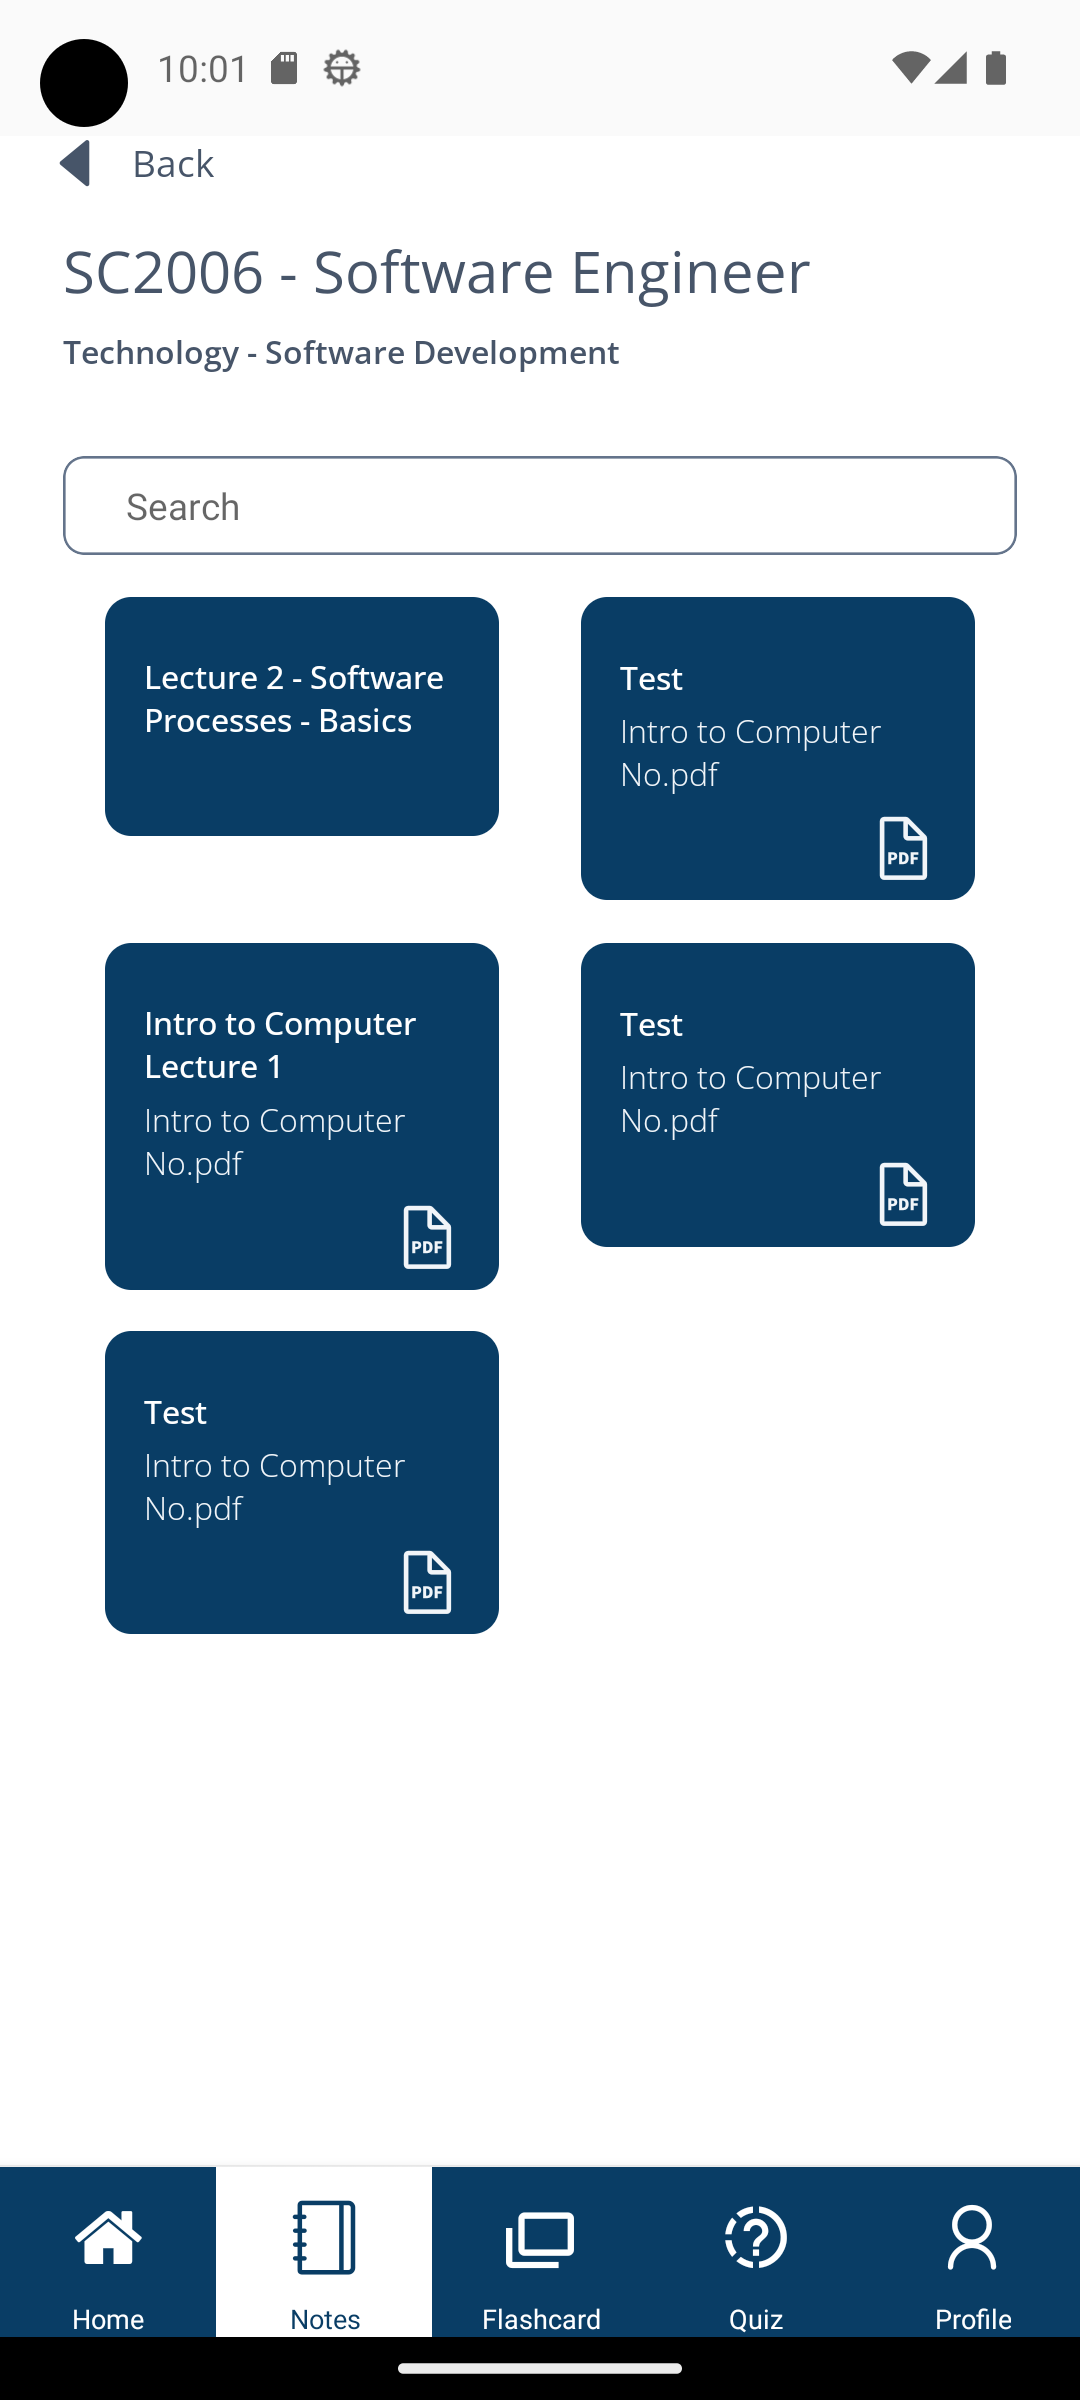 10:01
Back
SC2006 - Software Engineer
Technology - Software Development
Search
Lecture 2 - Software
Processes - Basics
Test
Intro to Computer
No.pdf
PDF
Intro to Computer
Lecture 1
Intro to Computer
No.pdf
PDF
Test
Intro to Computer
No.pdf
PDF
Test
Intro to Computer
No.pdf
PDF
Home
Notes
Flashcard
Quiz
Profile